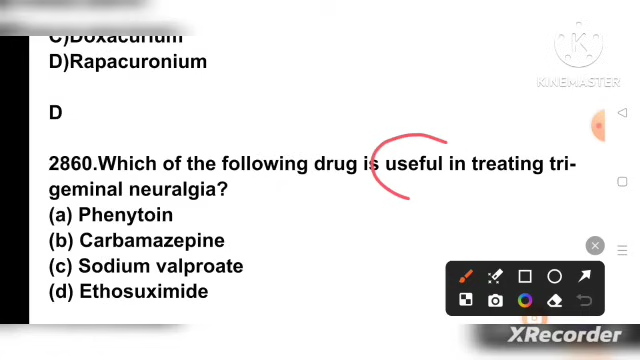 C)Doxacurium
D)Rapacuronium
D
2860.Which of the following drug is useful in treating tri-
geminal neuralgia?
(a) Phenytoin
(b) Carbamazepine
(c) Sodium valproate
(d) Ethosuximide
K
KINEMASTER
XRecorder